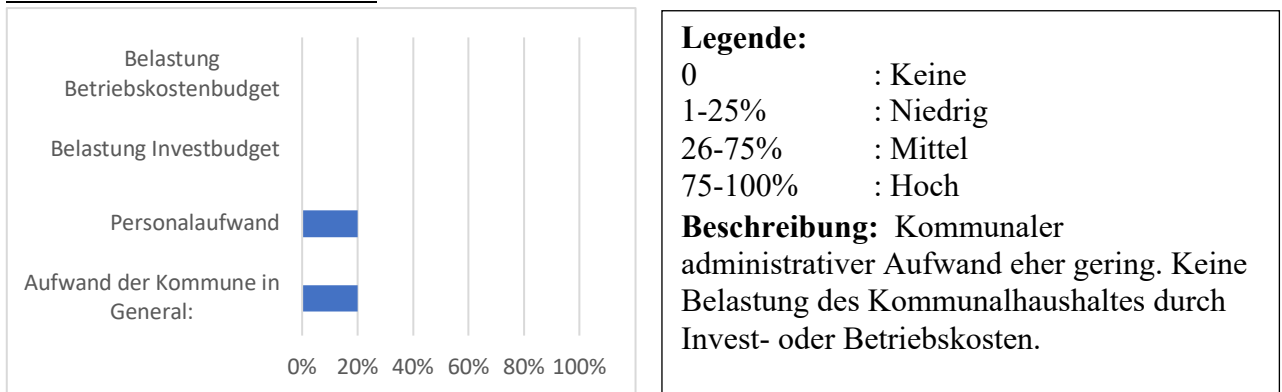 Belastung
Betriebskostenbudget
Belastung Investbudget
Personalaufwand
Aufwand der Kommune in
General:
0% 20% 40% 60% 80% 100%
Legende:
0 : Keine
1-25% : Niedrig
26-75% : Mittel
75-100% : Hoch
Beschreibung: Kommunaler
administrativer Aufwand eher gering. Keine
Belastung des Kommunalhaushaltes durch
Invest- oder Betriebskosten.